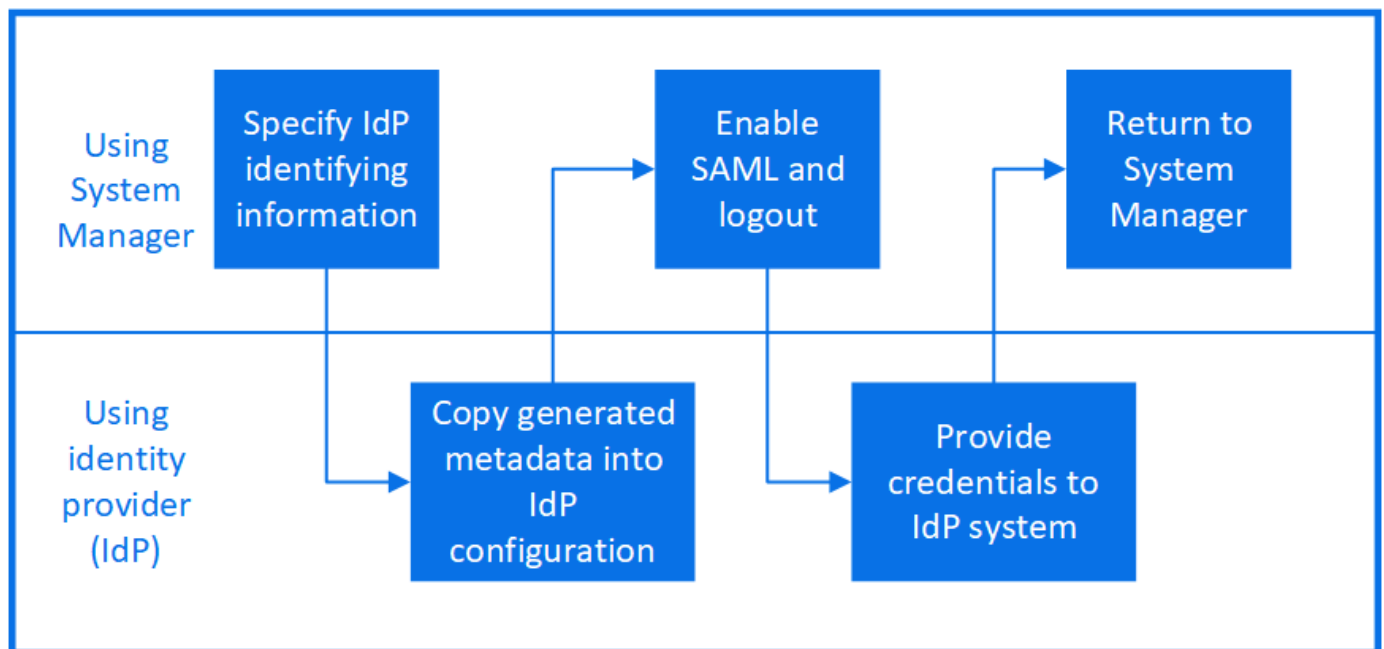 Using
System
Manager
Specify IdP
identifying
information
Enable
SAML and
logout
Return to
System
Manager
Using
identity
provider
(IdP)
Copy generated
metadata into
IdP
configuration
Provide
credentials to
IdP system